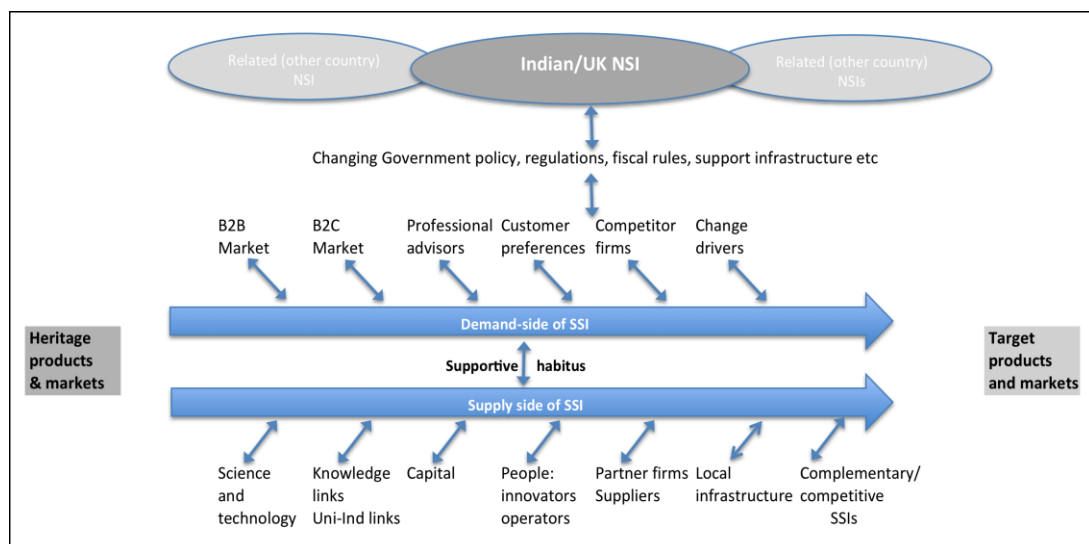 Related (other country)
NSI
Indian/UK NSI
Related (other country)
NSIs
Changing Government policy, regulations, fiscal rules, support infrastructure etc
B2B
Market
B2C
Market
Professional
advisors
Customer
preferences
Competitor
firms
Change
drivers
Demand-side of SSI
Heritage
products
& markets
Supportive habitus
Target
products
and markets
Supply side of SSI
Science
and
technology
Knowledge
links
Uni-Ind links
Capital
People:
innovators
operators
Partner firms
Suppliers
Local
infrastructure
Complementary/
competitive
SSIs